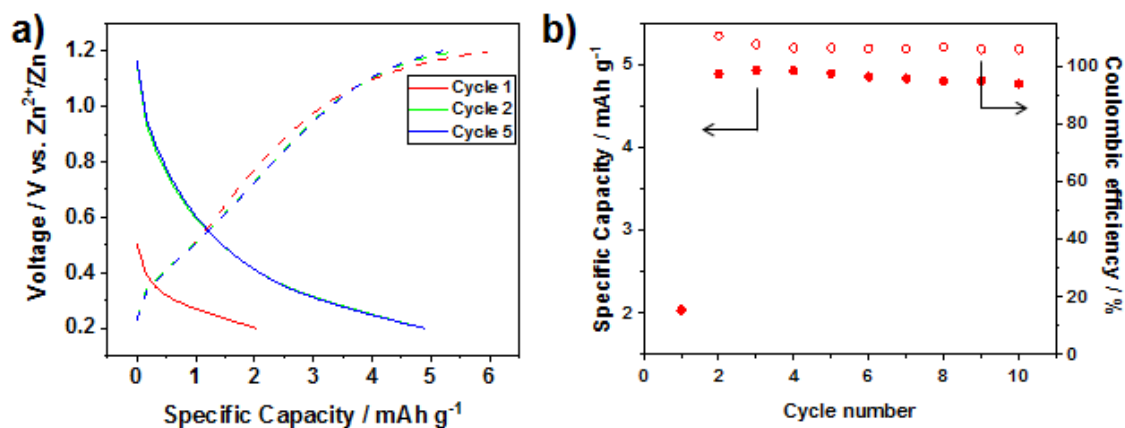 a)
Voltage / V vs. Zn²⁺/Zn
1.2
1.0
0.8
0.6
0.4
0.2
Cycle 1
Cycle 2
Cycle 5
0 1 2 3 4 5 6
Specific Capacity / mAh g⁻¹
b)
Specific Capacity / mAh g⁻¹
5
4
3
2
100
80
60
40
20
0
Coulombic efficiency / %
0 2 4 6 8 10
Cycle number